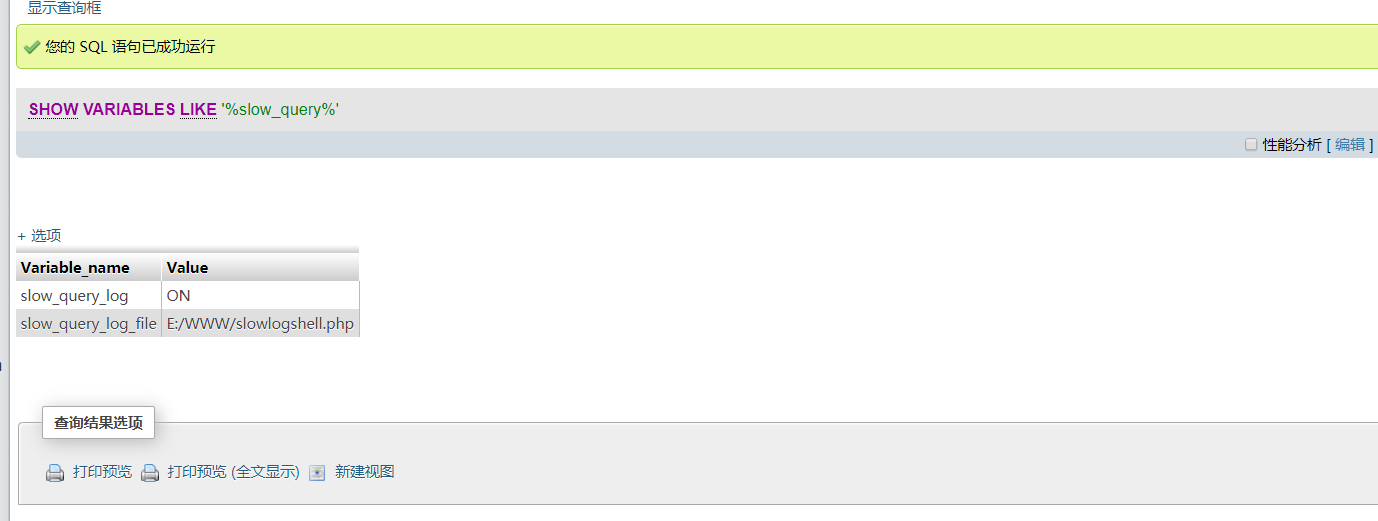 显示查询框
您的 SQL 语句已成功运行
SHOW VARIABLES LIKE '%slow_query%'
性能分析 [ 编辑 ]
+ 选项
Variable_name Value
slow_query_log ON
slow_query_log_file E:/WWW/slowlogshell.php
查询结果选项
打印预览 打印预览 (全文显示) 新建视图